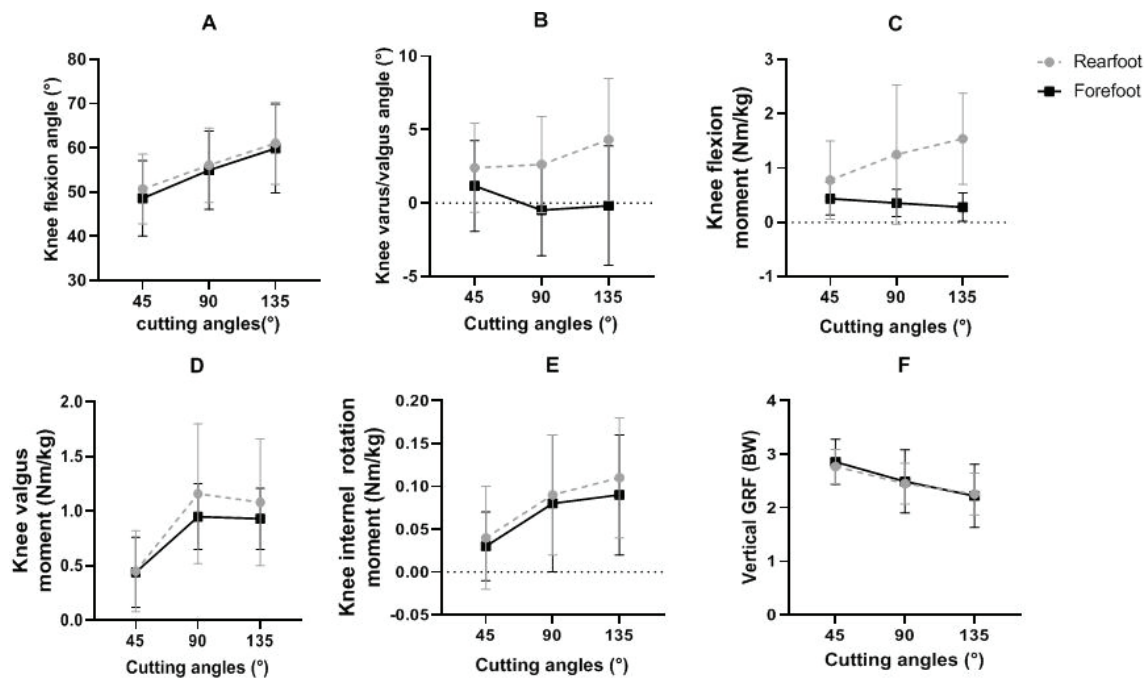 A
Knee flexion angle (°)
80
70
60
50
40
30
45 90 135
cutting angles(°)
B
Knee varus/valgus angle (°)
10
5
0
-5
45 90 135
Cutting angles (°)
C
Knee flexion
moment (Nm/kg)
3
2
1
0
-1
45 90 135
Cutting angles (°)
Rearfoot
Forefoot
D
Knee valgus
moment (Nm/kg)
2.0
1.5
1.0
0.5
0.0
45 90 135
Cutting angles (°)
E
Knee internal rotation
moment (Nm/kg)
0.20
0.15
0.10
0.05
0.00
-0.05
45 90 135
Cutting angles (°)
F
Vertical GRF (BW)
4
3
2
1
0
45 90 135
Cutting angles (°)